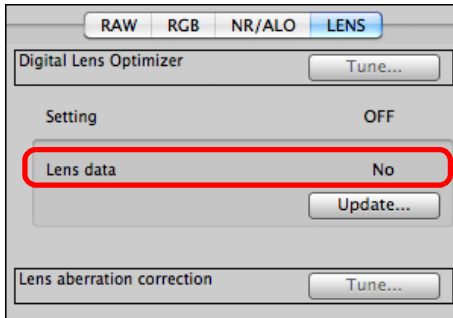 RAW RGB NR/ALO LENS
Digital Lens Optimizer Tune...
Setting OFF
Lens data No
Update...
Lens aberration correction Tune...